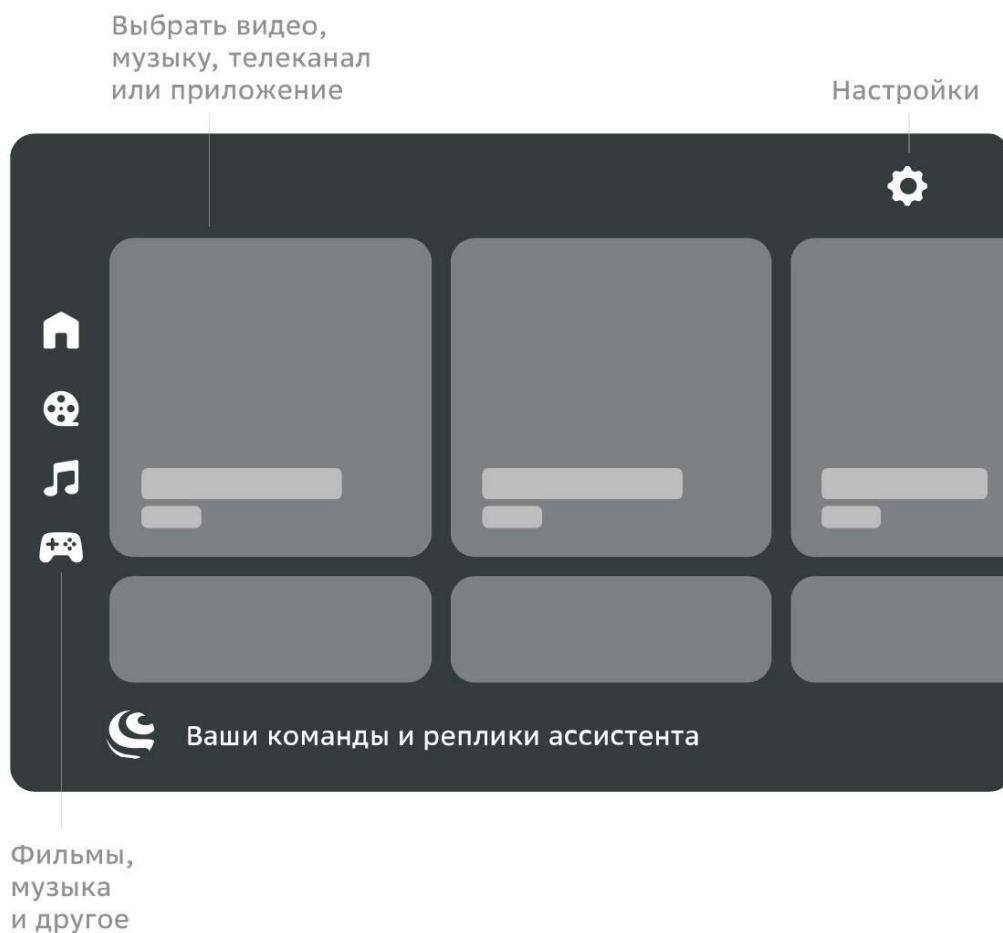 Выбрать видео,
музыку, телеканал
или приложение
Настройки
Ваши команды и реплики ассистента
Фильмы,
музыка
и другое